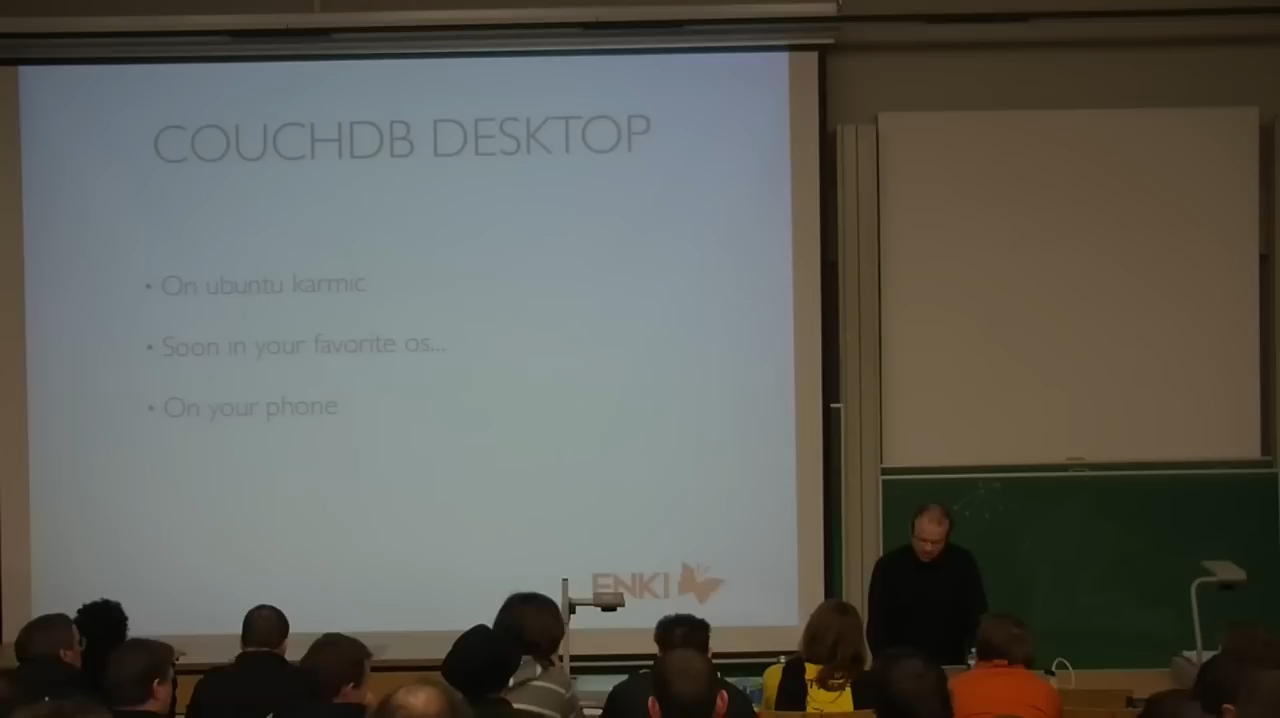 COUCHDB DESKTOP
• On ubuntu karmic
• Soon in your favorite os...
• On your phone
ENKI